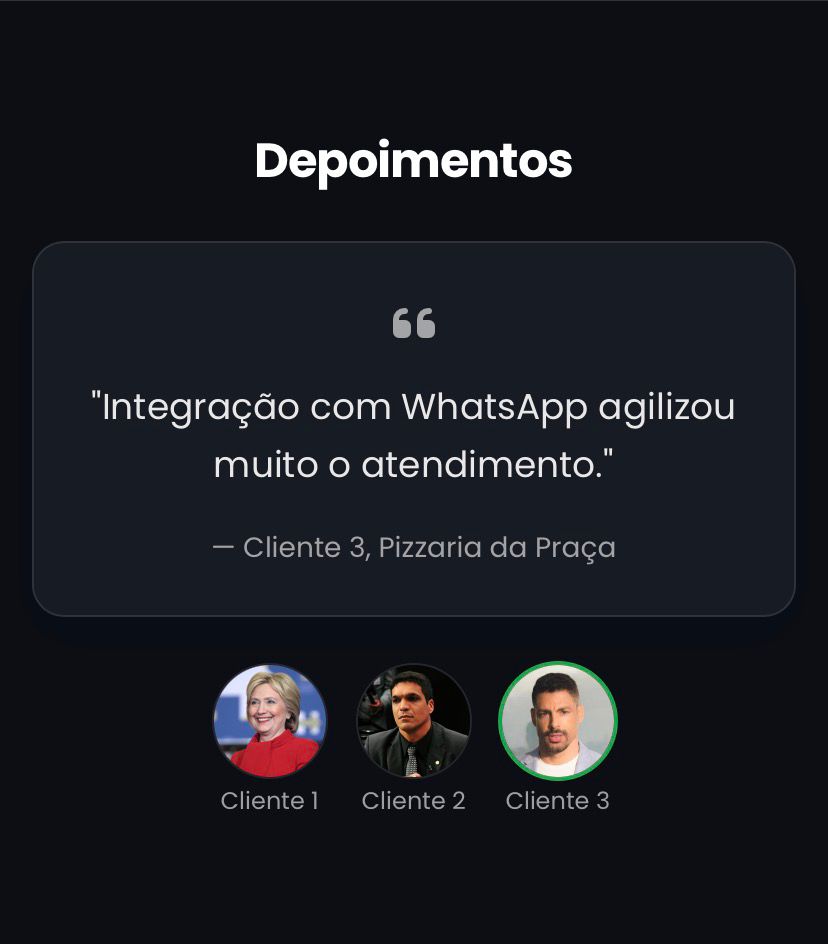 Depoimentos
"Integração com WhatsApp agilizou
muito o atendimento."
— Cliente 3, Pizzaria da Praça
Cliente 1
Cliente 2
Cliente 3